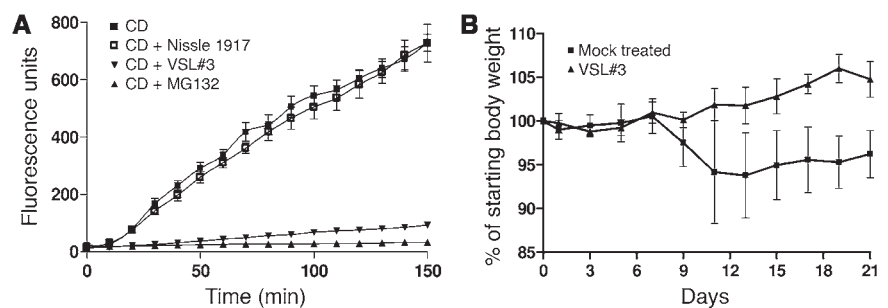 A
Fluorescence units
800
600
400
200
0
CD
CD + Nissle 1917
CD + VSL#3
CD + MG132
0
50
100
150
Time (min)
B
% of starting body weight
110
105
100
95
90
85
Mock treated
VSL#3
0
3
6
9
12
15
18
21
Days